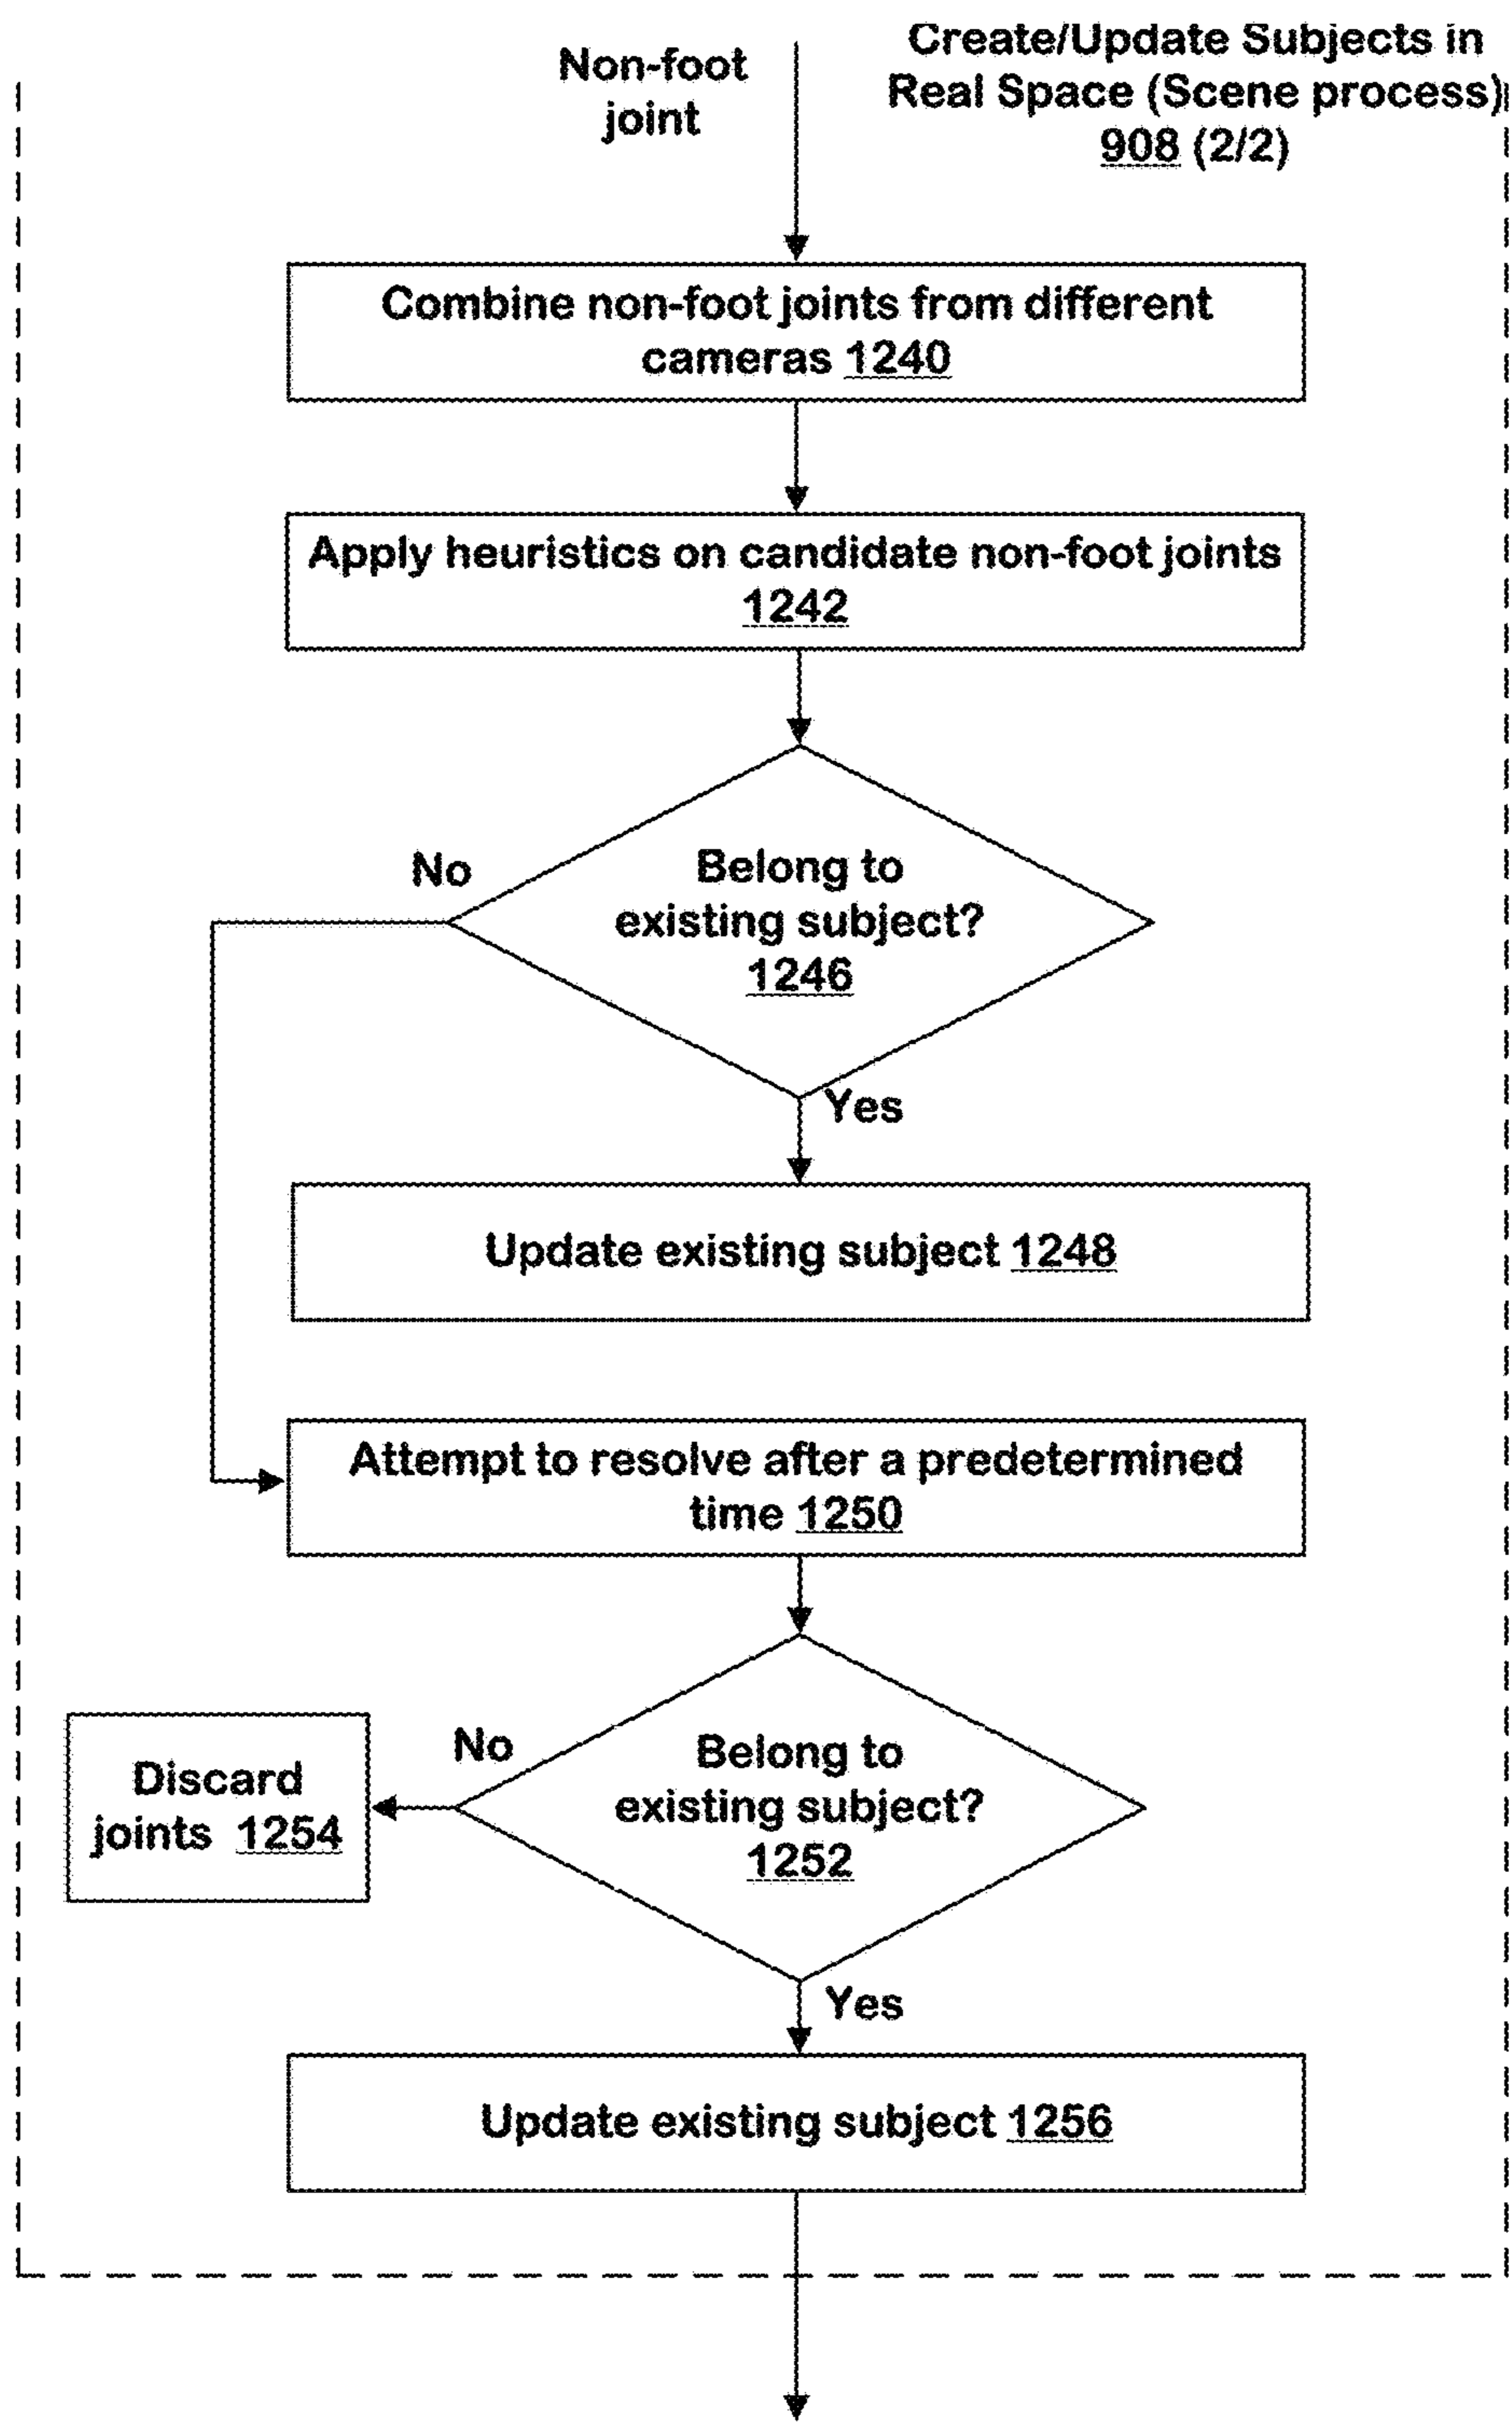 Non-foot
joint
Create/Update Subjects in
Real Space (Scene process)
908 (2/2)
Combine non-foot joints from different
cameras 1240
Apply heuristics on candidate non-foot joints
1242
No
Belong to
existing subject?
1246
Yes
Update existing subject 1248
Attempt to resolve after a predetermined
time 1250
No
Belong to
existing subject?
1252
Discard
joints 1254
Yes
Update existing subject 1256